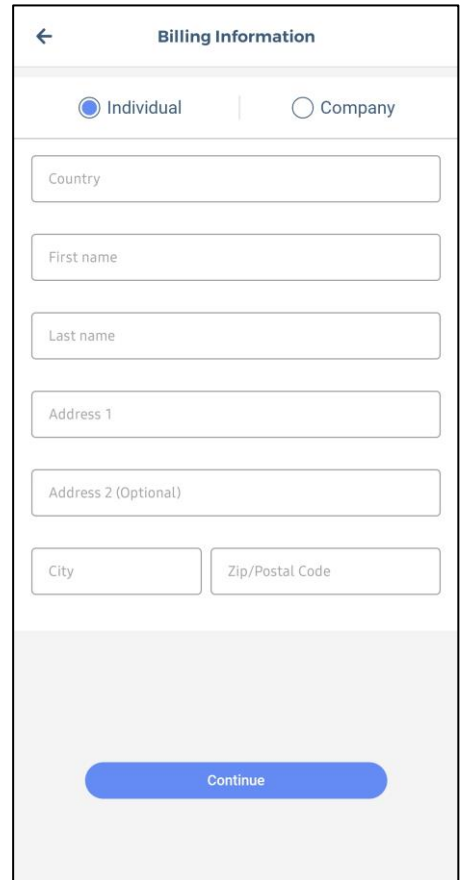 Billing Information
Individual Company
Country
First name
Last name
Address 1
Address 2 (Optional)
City Zip/Postal Code
Continue